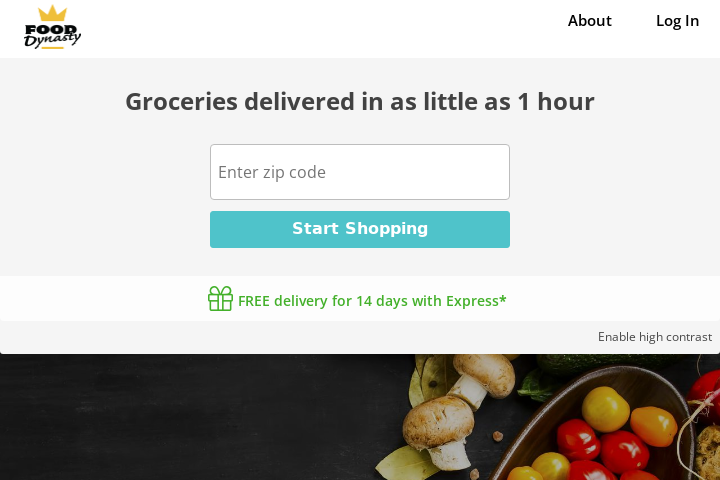 FOOD
Dynasty
About
Log In
Groceries delivered in as little as 1 hour
Enter zip code
Start Shopping
FREE delivery for 14 days with Express*
Enable high contrast